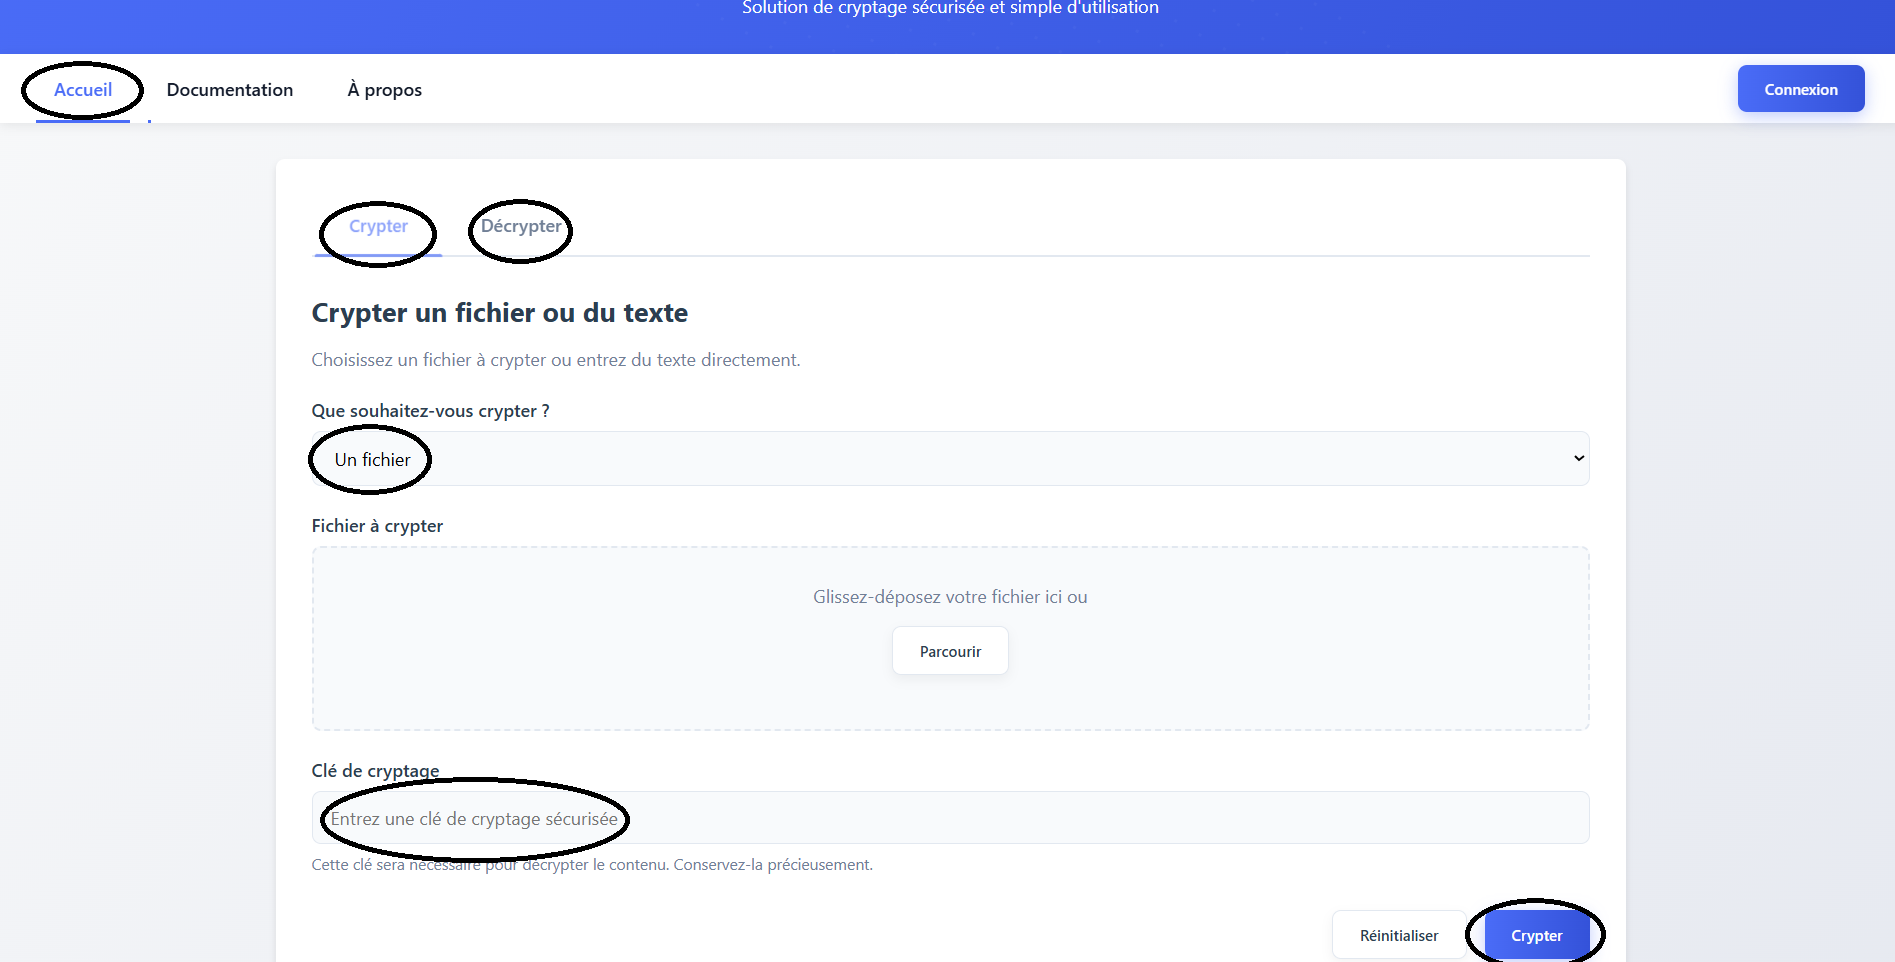 Solution de cryptage sécurisée et simple d'utilisation
Accueil Documentation À propos Connexion
Crypter Décrypter
Crypter un fichier ou du texte
Choisissez un fichier à crypter ou entrez du texte directement.
Que souhaitez-vous crypter ?
Un fichier
Fichier à crypter
Glissez-déposez votre fichier ici ou
Parcourir
Clé de cryptage
Entrez une clé de cryptage sécurisée
Cette clé sera nécessaire pour décrypter le contenu. Conservez-la précieusement.
Réinitialiser Crypter